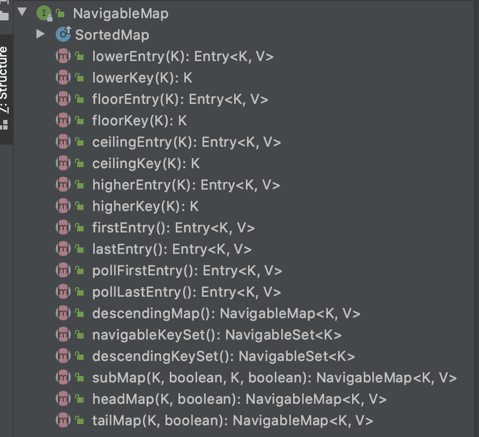 NavigableMap
SortedMap
lowerEntry(K): Entry<K, V>
lowerKey(K): K
floorEntry(K): Entry<K, V>
floorKey(K): K
ceilingEntry(K): Entry<K, V>
ceilingKey(K): K
higherEntry(K): Entry<K, V>
higherKey(K): K
firstEntry(): Entry<K, V>
lastEntry(): Entry<K, V>
pollFirstEntry(): Entry<K, V>
pollLastEntry(): Entry<K, V>
descendingMap(): NavigableMap<K, V>
navigableKeySet(): NavigableSet<K>
descendingKeySet(): NavigableSet<K>
subMap(K, boolean, K, boolean): NavigableMap<K, V>
headMap(K, boolean): NavigableMap<K, V>
tailMap(K, boolean): NavigableMap<K, V>
Z: Structure